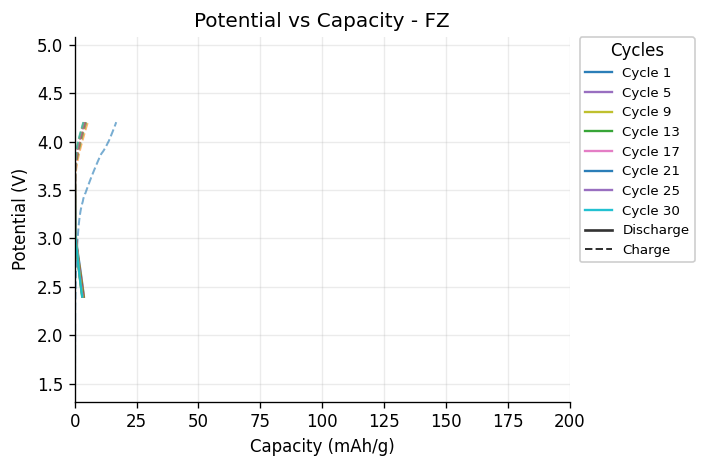 Potential vs Capacity - FZ
Potential (V)
5.0
4.5
4.0
3.5
3.0
2.5
2.0
1.5
0
25
50
75
100
125
150
175
200
Capacity (mAh/g)
Cycles
Cycle 1
Cycle 5
Cycle 9
Cycle 13
Cycle 17
Cycle 21
Cycle 25
Cycle 30
Discharge
Charge